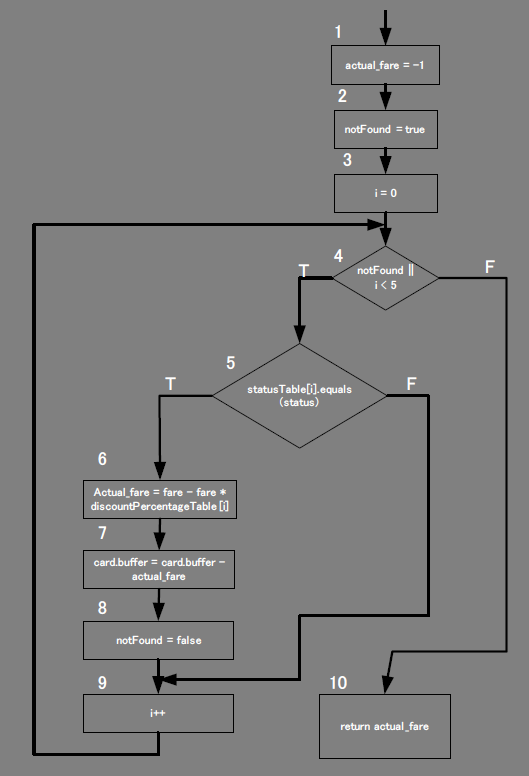 1
actual_fare = -1
2
notFound = true
3
i = 0
4
notFound ||
i < 5
T
F
5
statusTable[i].equals
(status)
T
F
6
Actual_fare = fare - fare *
discountPercentageTable[i]
7
card.buffer = card.buffer -
actual_fare
8
notFound = false
9
i++
10
return actual_fare